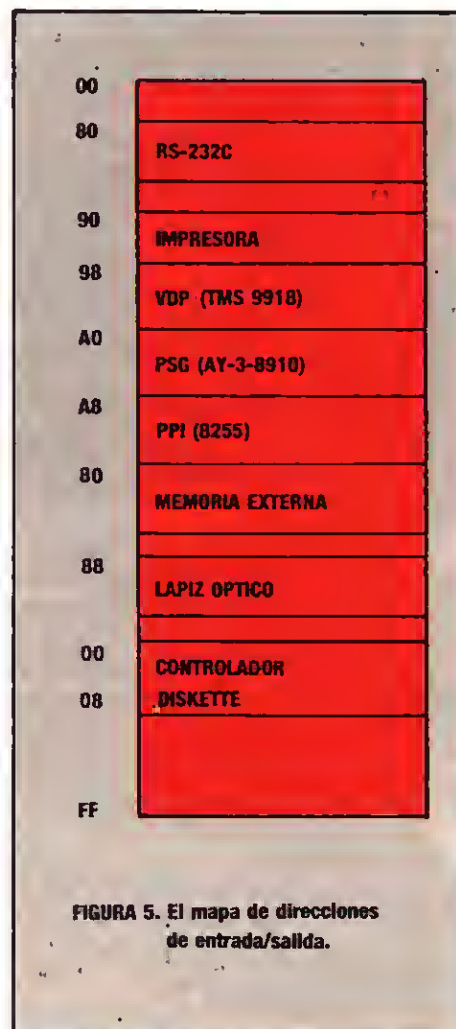 00
80
RS-232C
90
IMPRESORA
98
VDP (TMS 9918)
A0
PSG (AY-3-8910)
A8
PPI (8255)
80
MEMORIA EXTERNA
88
LAPIZ OPTICO
00
CONTROLADOR
08 DISKETTE
FF
FIGURA 5. El mapa de direcciones
de entrada/salida.